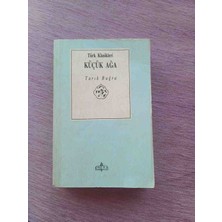 Türk Klasikleri
KÜÇÜK AĞA
Tarık Buğra